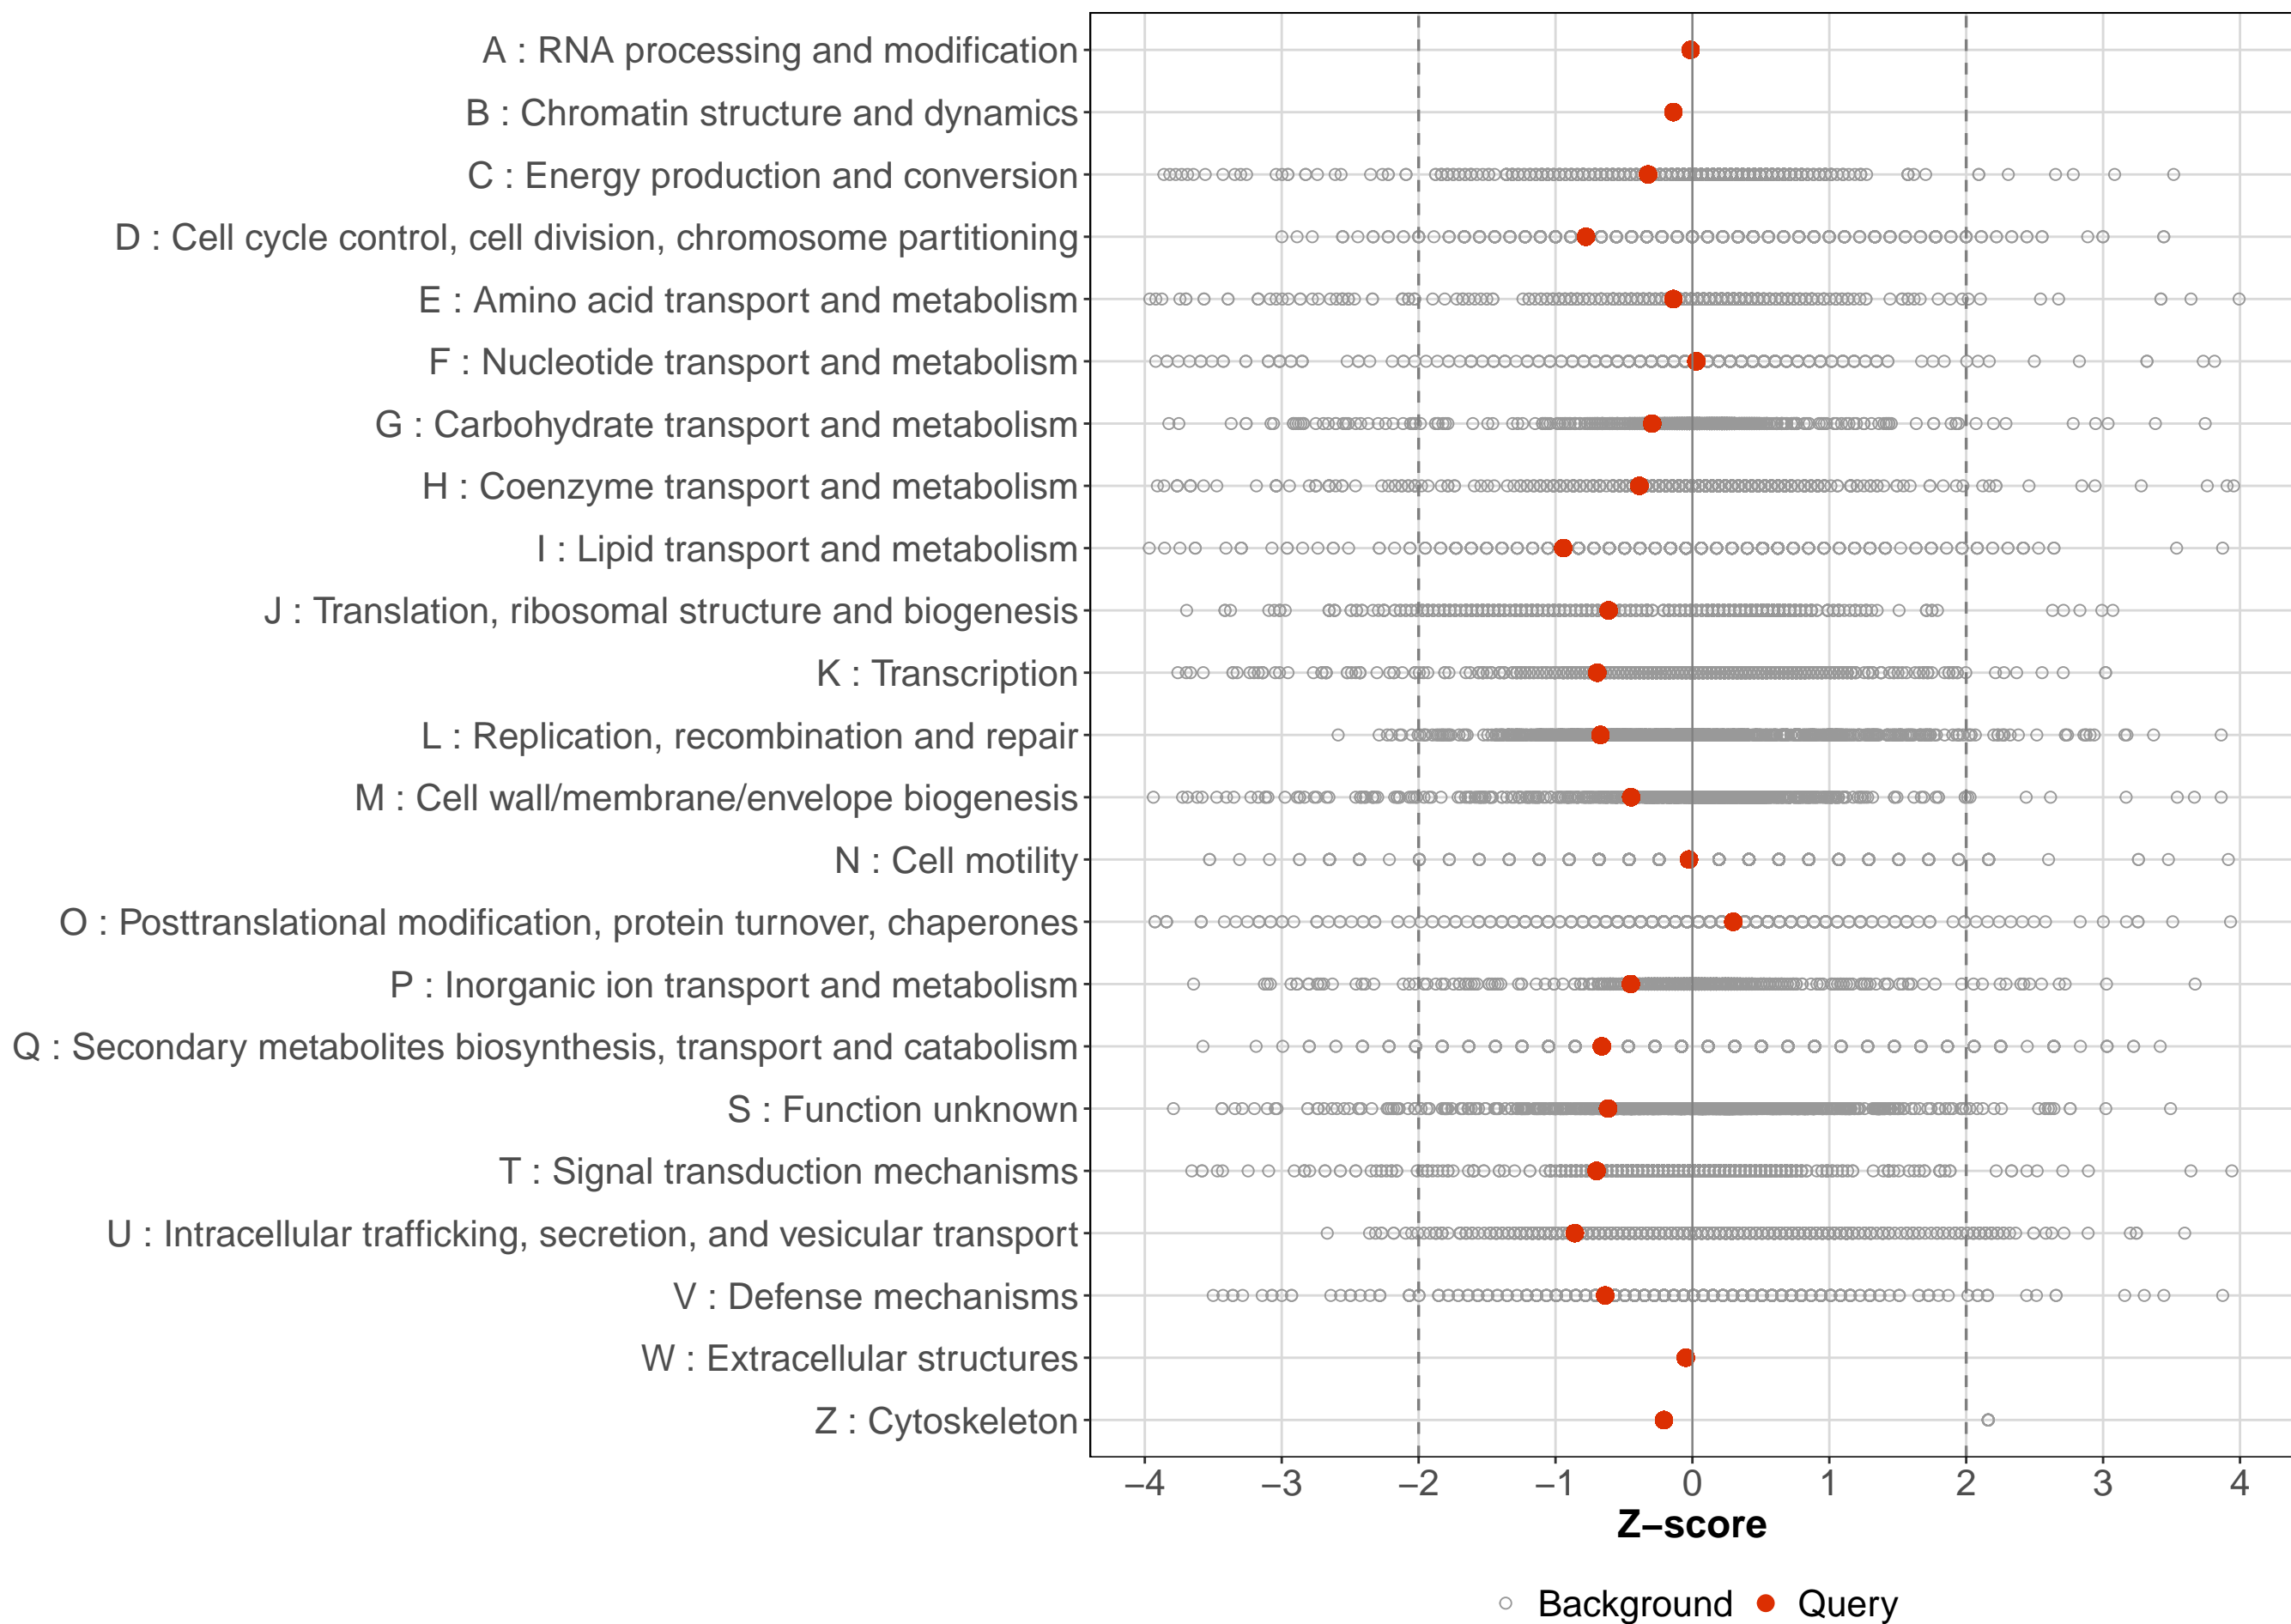 A : RNA processing and modification
B : Chromatin structure and dynamics
C : Energy production and conversion
D : Cell cycle control, cell division, chromosome partitioning
E : Amino acid transport and metabolism
F : Nucleotide transport and metabolism
G : Carbohydrate transport and metabolism
H : Coenzyme transport and metabolism
I : Lipid transport and metabolism
J : Translation, ribosomal structure and biogenesis
K : Transcription
L : Replication, recombination and repair
M : Cell wall/membrane/envelope biogenesis
N : Cell motility
O : Posttranslational modification, protein turnover, chaperones
P : Inorganic ion transport and metabolism
Q : Secondary metabolites biosynthesis, transport and catabolism
S : Function unknown
T : Signal transduction mechanisms
U : Intracellular trafficking, secretion, and vesicular transport
V : Defense mechanisms
W : Extracellular structures
Z : Cytoskeleton
−4 −3 −2 −1 0 1 2 3 4
Z−score
Background Query